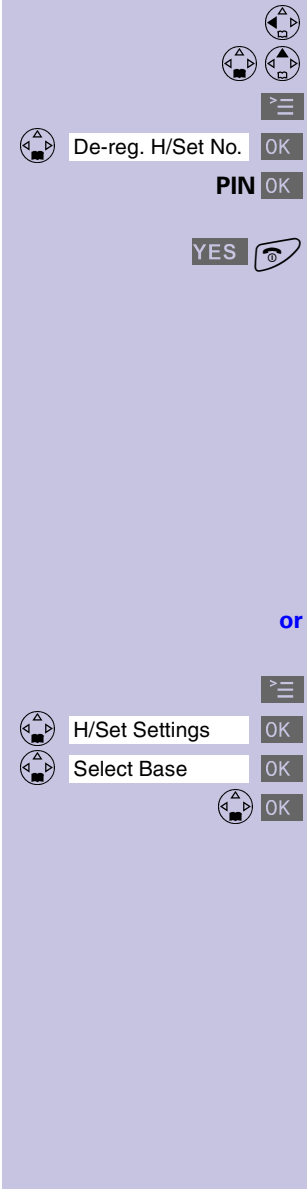 De-reg. H/Set No. OK
PIN OK
YES
or
H/Set Settings OK
Select Base OK
OK